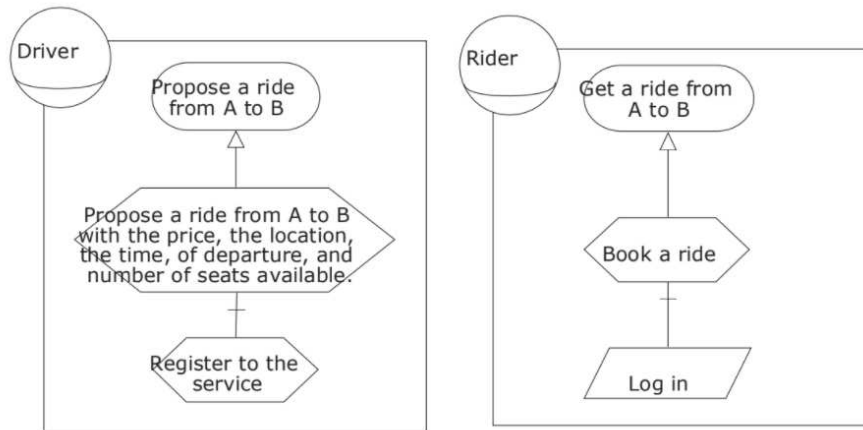 Driver
Propose a ride
from A to B
Propose a ride from A to B
with the price, the location,
the time, of departure, and
number of seats available.
Register to the
service
Rider
Get a ride from
A to B
Book a ride
Log in